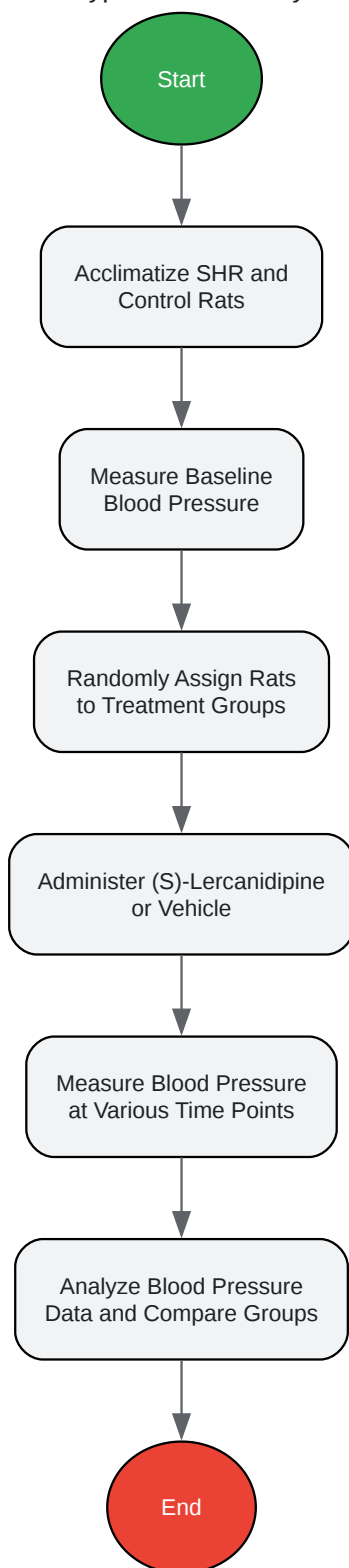 Start
Acclimatize SHR and
Control Rats
Measure Baseline
Blood Pressure
Randomly Assign Rats
to Treatment Groups
Administer (S)-Lercanidipine
or Vehicle
Measure Blood Pressure
at Various Time Points
Analyze Blood Pressure
Data and Compare Groups
End